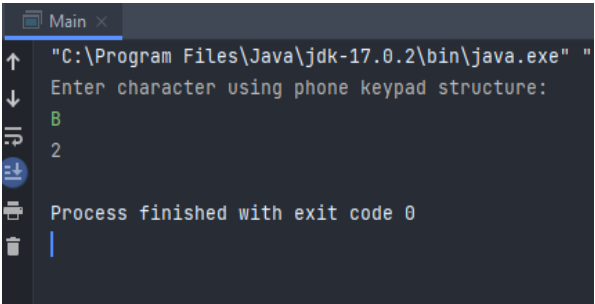 Main
"C:\Program Files\Java\jdk-17.0.2\bin\java.exe" "
Enter character using phone keypad structure:
B
2
Process finished with exit code 0